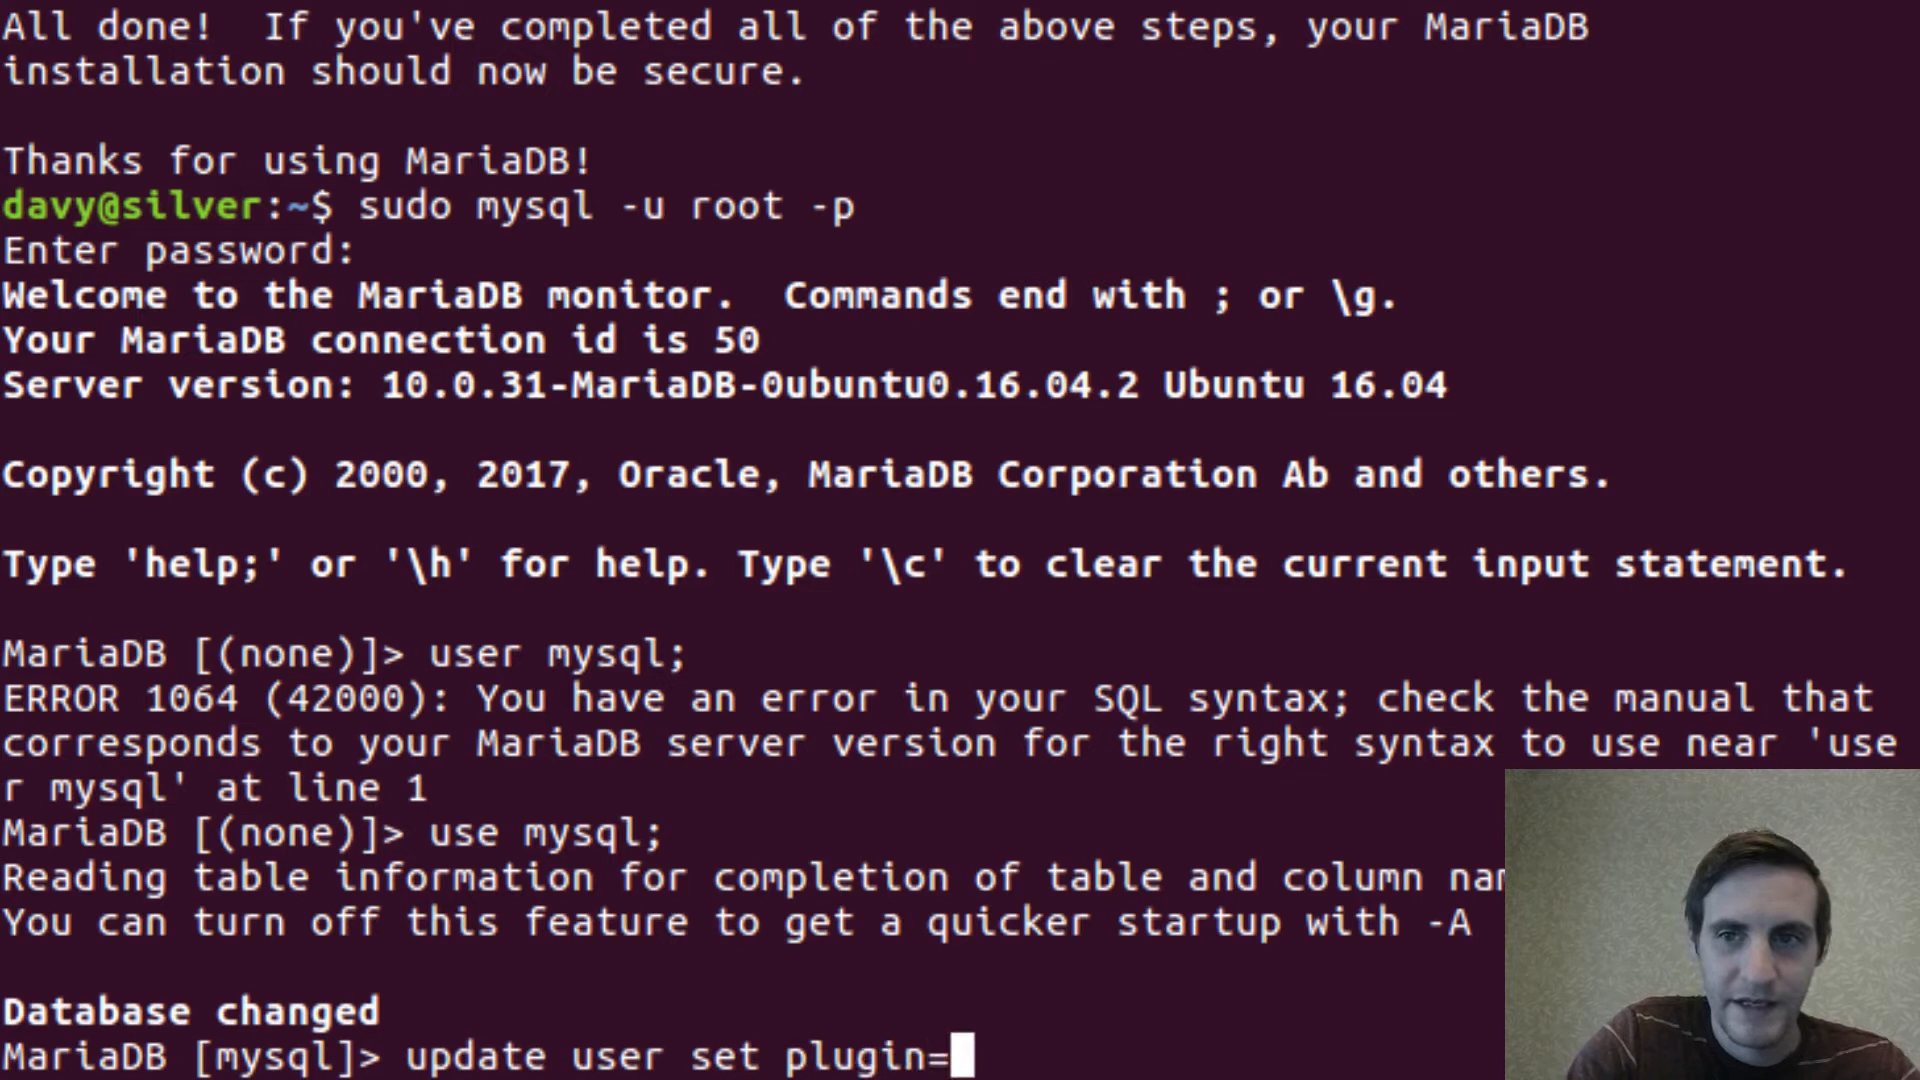 All done!  If you've completed all of the above steps, your MariaDB
installation should now be secure.
Thanks for using MariaDB!
davy@silver:~$ sudo mysql -u root -p
Enter password:
Welcome to the MariaDB monitor.  Commands end with ; or \g.
Your MariaDB connection id is 50
Server version: 10.0.31-MariaDB-0ubuntu0.16.04.2 Ubuntu 16.04
Copyright (c) 2000, 2017, Oracle, MariaDB Corporation Ab and others.
Type 'help;' or '\h' for help. Type '\c' to clear the current input statement.
MariaDB [(none)]> user mysql;
ERROR 1064 (42000): You have an error in your SQL syntax; check the manual that
corresponds to your MariaDB server version for the right syntax to use near 'use
r mysql' at line 1
MariaDB [(none)]> use mysql;
Reading table information for completion of table and column
You can turn off this feature to get a quicker startup with -A
Database changed
MariaDB [mysql]> update user set plugin=